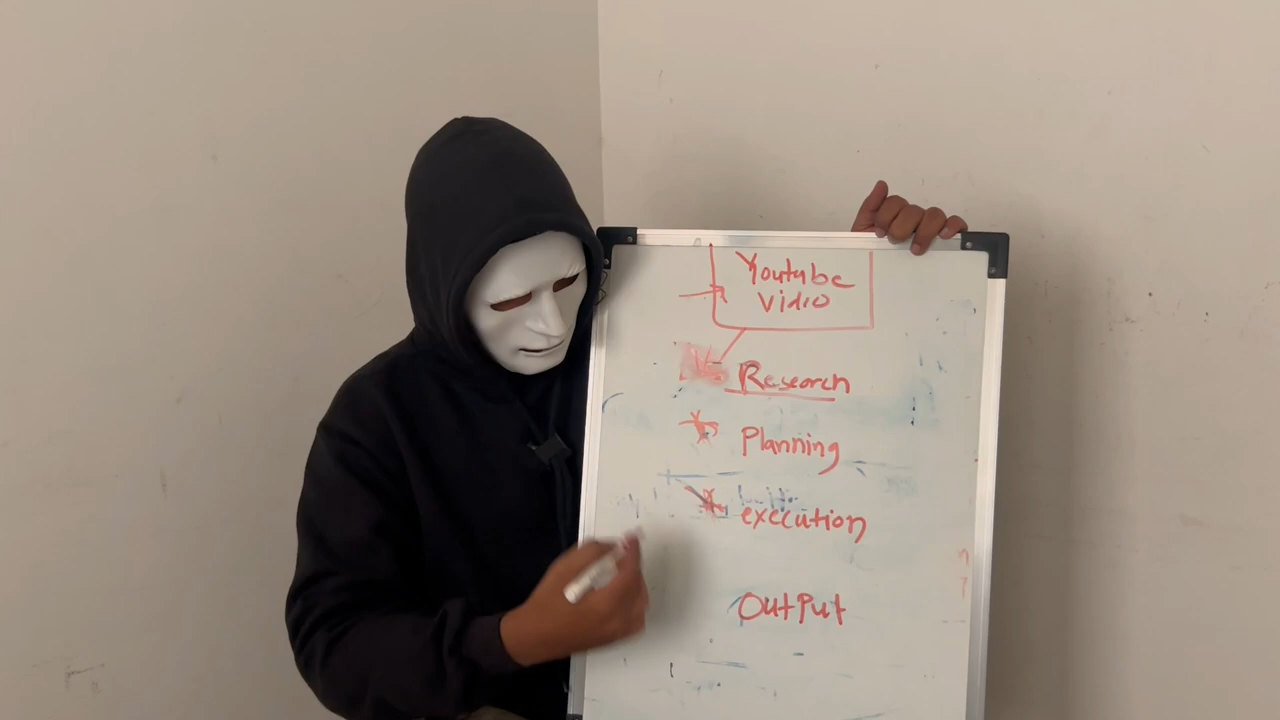 Youtube
Video
Research
Planning
execution
OutPut